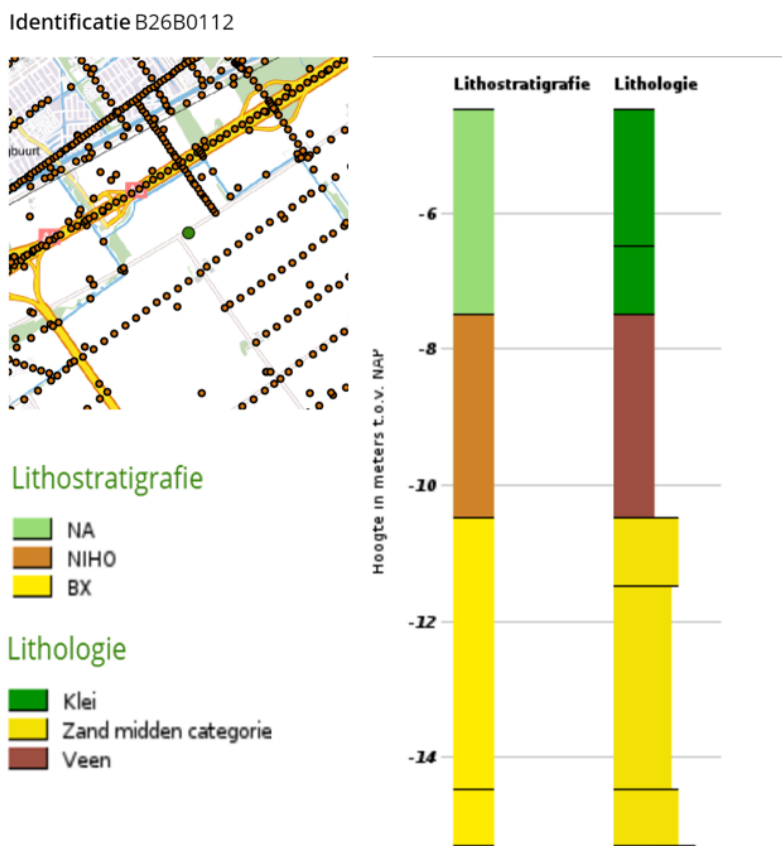 Identificatie B26B0112
buurt
Lithostratigrafie
NA
NIHO
BX
Lithologie
Klei
Zand midden categorie
Veen
Lithostratigrafie Lithologie
Hoogte in meters t.o.v. NAP
-6
-8
-10
-12
-14